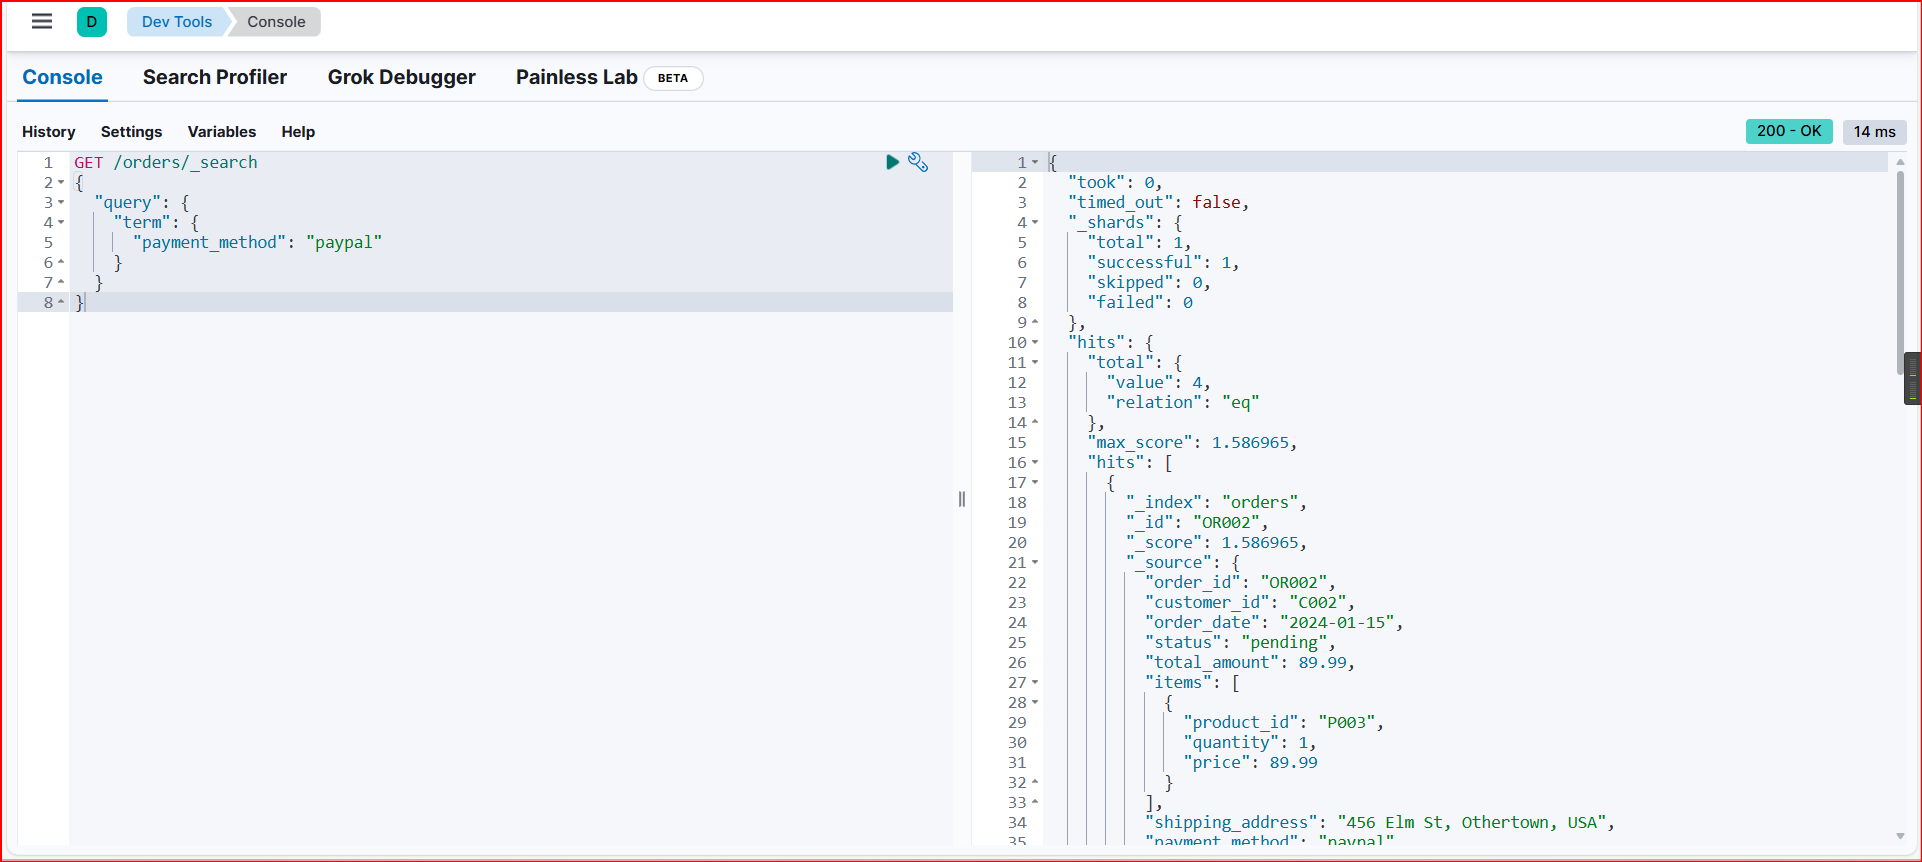 D
Dev Tools
Console
Console
Search Profiler
Grok Debugger
Painless Lab
BETA
History
Settings
Variables
Help
200 - OK
14 ms
1 GET /orders/_search
2 {
3   "query": {
4     "term": {
5       "payment_method": "paypal"
6     }
7   }
8 }
1 {
2   "took": 0,
3   "timed_out": false,
4   "_shards": {
5     "total": 1,
6     "successful": 1,
7     "skipped": 0,
8     "failed": 0
9   },
10   "hits": {
11     "total": {
12       "value": 4,
13       "relation": "eq"
14     },
15     "max_score": 1.586965,
16     "hits": [
17       {
18         "_index": "orders",
19         "_id": "OR002",
20         "_score": 1.586965,
21         "_source": {
22           "order_id": "OR002",
23           "customer_id": "C002",
24           "order_date": "2024-01-15",
25           "status": "pending",
26           "total_amount": 89.99,
27           "items": [
28             {
29               "product_id": "P003",
30               "quantity": 1,
31               "price": 89.99
32             }
33           ],
34           "shipping_address": "456 Elm St, Othertown, USA",
35           "payment_method": "paypal"